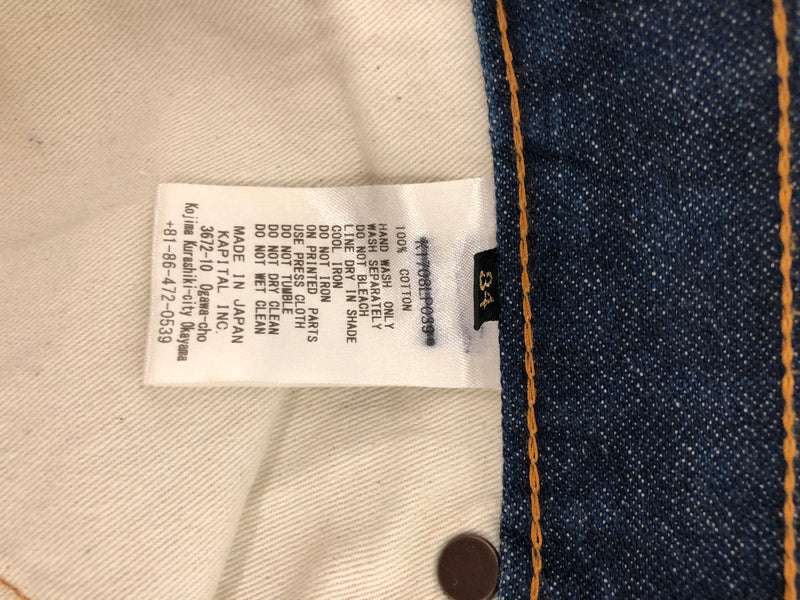 34
K1708LP039
100% COTTON
HAND WASH ONLY
WASH SEPARATELY
DO NOT BLEACH
LINE DRY IN SHADE
COOL IRON
DO NOT IRON
ON PRINTED PARTS
USE PRESS CLOTH
DO NOT TUMBLE
DO NOT DRY CLEAN
DO NOT WET CLEAN
MADE IN JAPAN
KAPITAL INC.
3672-10 Ogawa-cho
Kojima Kurashiki-city Okayama
+81-86-472-0539